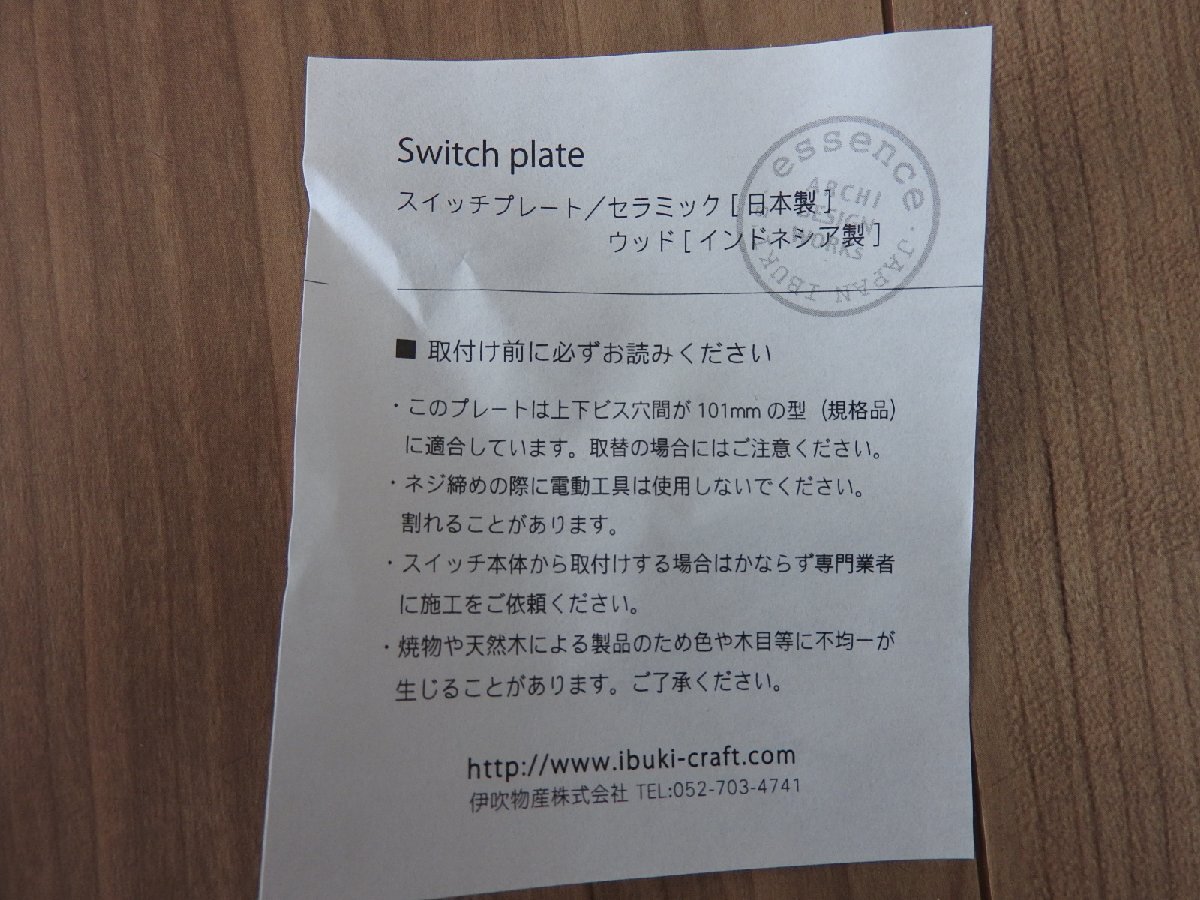 Switch plate
スイッチプレート／セラミック [ 日本製 ]
ウッド [ インドネシア製 ]
essence
ARCHI
DESIGN
WORKS
JAPAN IBUKI
■ 取付け前に必ずお読みください
・このプレートは上下ビス穴間が 101mm の型（規格品）
に適合しています。取替の場合にはご注意ください。
・ネジ締めの際に電動工具は使用しないでください。
割れることがあります。
・スイッチ本体から取付けする場合はかならず専門業者
に施工をご依頼ください。
・焼物や天然木による製品のため色や木目等に不均一が
生じることがあります。ご了承ください。
http://www.ibuki-craft.com
伊吹物産株式会社 TEL:052-703-4741